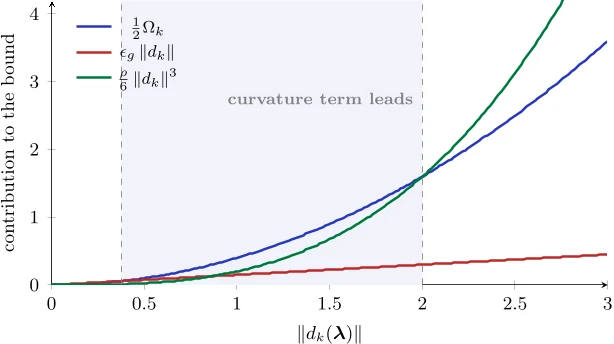 contribution to the bound
4
3
2
1
0
½Ω_k
ϵ_g ‖d_k‖
ρ/6 ‖d_k‖³
curvature term leads
0 0.5 1 1.5 2 2.5 3
‖d_k(λ)‖